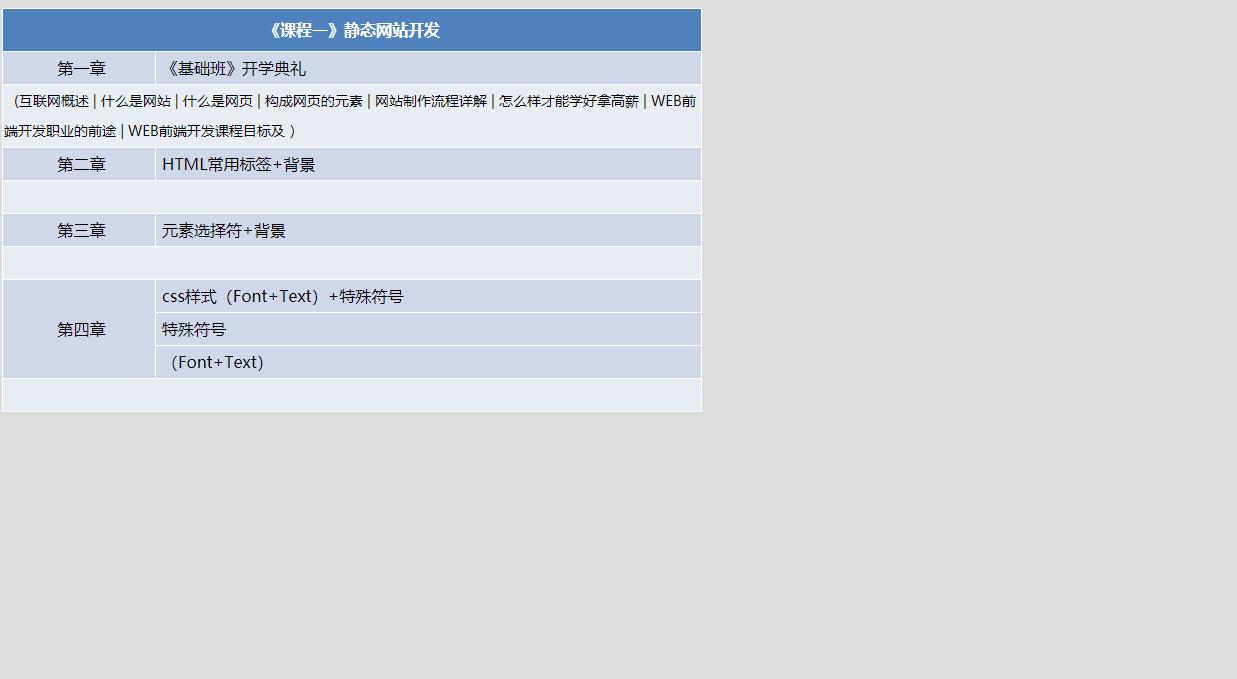 《课程一》静态网站开发
第一章 《基础班》开学典礼
（互联网概述 | 什么是网站 | 什么是网页 | 构成网页的元素 | 网站制作流程详解 | 怎么样才能学好拿高薪 | WEB前
端开发职业的前途 | WEB前端开发课程目标及 ）
第二章 HTML常用标签+背景
第三章 元素选择符+背景
css样式（Font+Text）+特殊符号
第四章 特殊符号
（Font+Text）